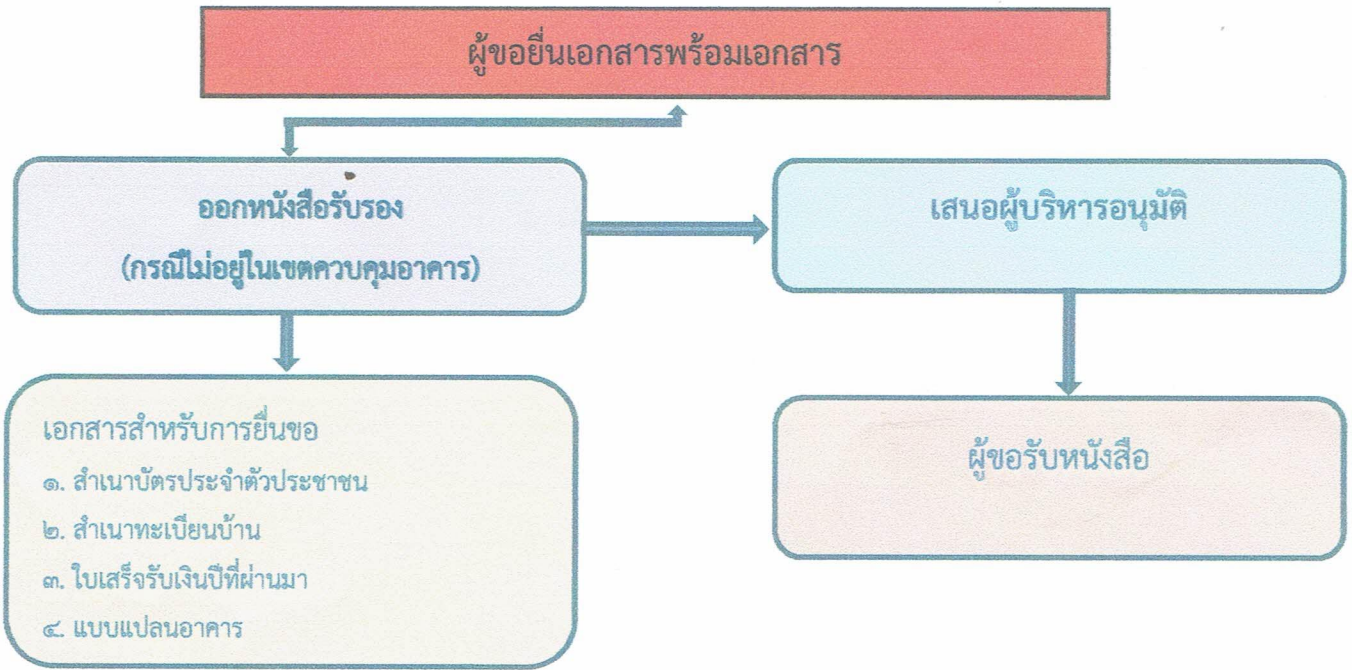 ผู้ขอยื่นเอกสารพร้อมเอกสาร
ออกหนังสือรับรอง
(กรณีไม่อยู่ในเขตควบคุมอาคาร)
เสนอผู้บริหารอนุมัติ
เอกสารสำหรับการยื่นขอ
๑. สำเนาบัตรประจำตัวประชาชน
๒. สำเนาทะเบียนบ้าน
๓. ใบเสร็จรับเงินปีที่ผ่านมา
๔. แบบแปลนอาคาร
ผู้ขอรับหนังสือ